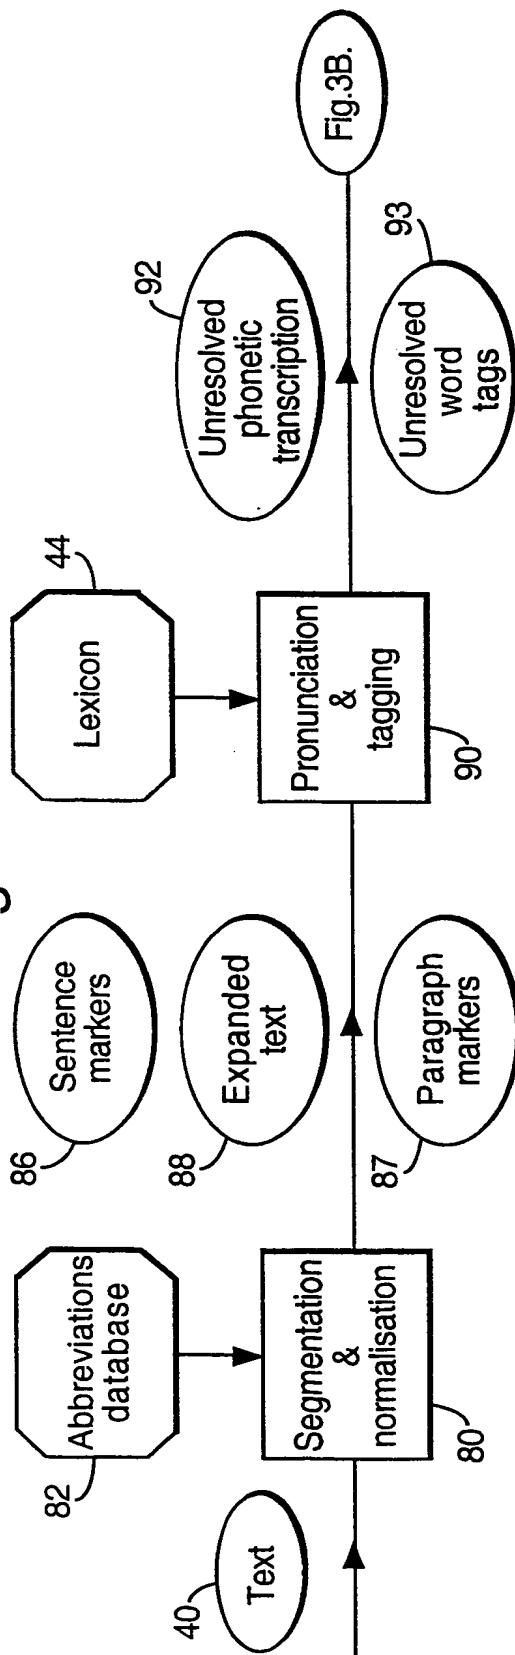 40
Text
82
Abbreviations
database
Segmentation
&
normalisation
80
86
Sentence
markers
88
Expanded
text
87
Paragraph
markers
44
Lexicon
Pronunciation
&
tagging
90
92
Unresolved
phonetic
transcription
93
Unresolved
word
tags
Fig.3B.